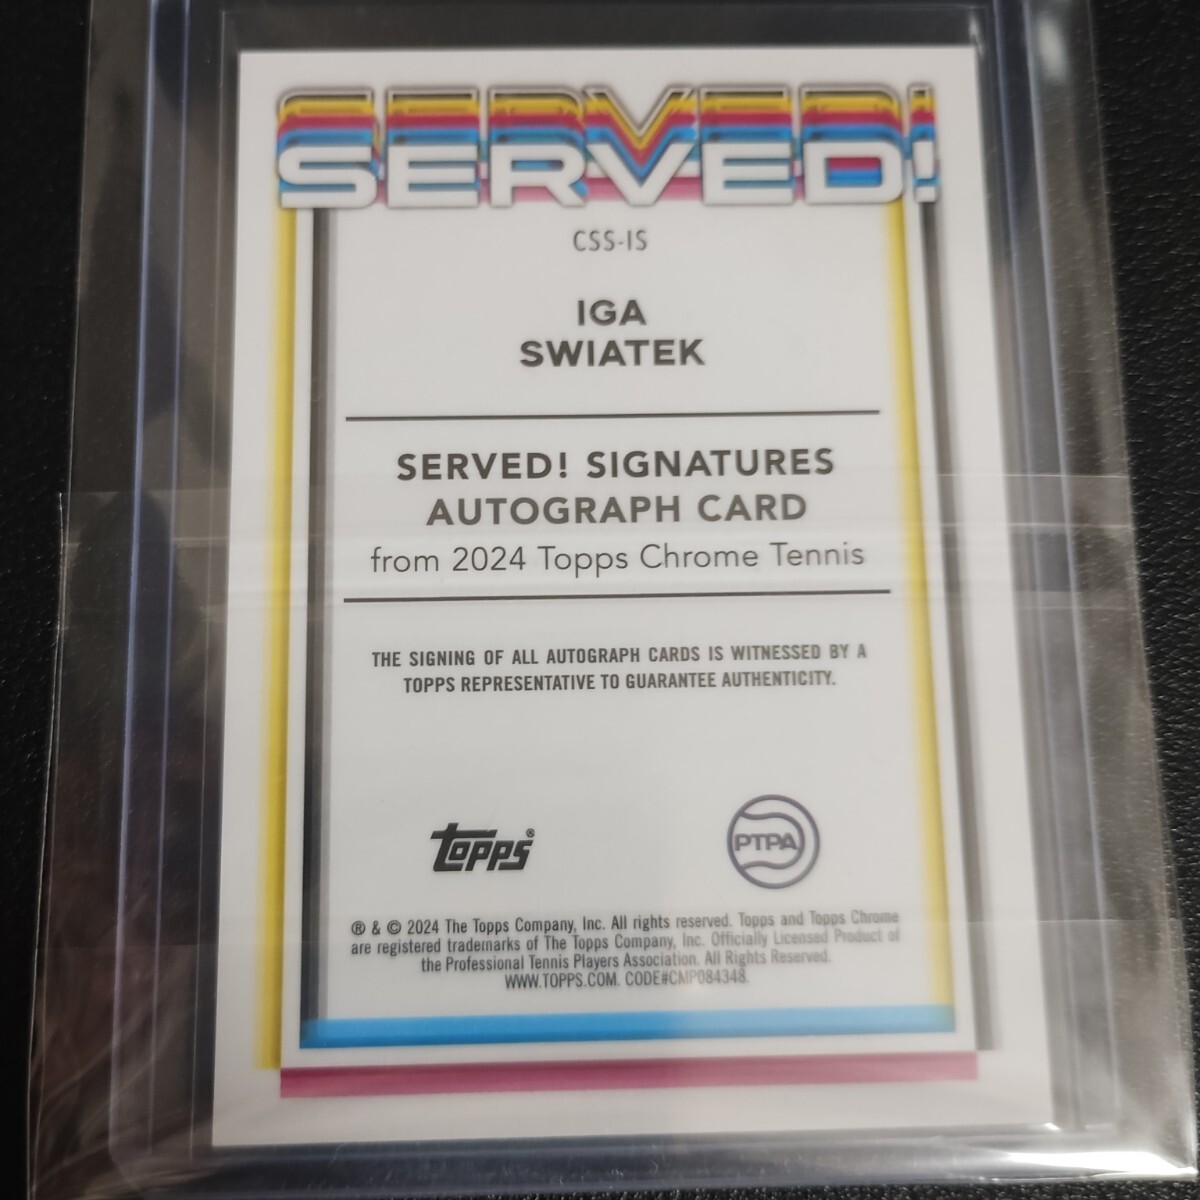 SERVED!
SERVED!
CSS-IS
IGA
SWIATEK
SERVED! SIGNATURES
AUTOGRAPH CARD
from 2024 Topps Chrome Tennis
THE SIGNING OF ALL AUTOGRAPH CARDS IS WITNESSED BY A
TOPPS REPRESENTATIVE TO GUARANTEE AUTHENTICITY.
topps®
PTPA
® & © 2024 The Topps Company, Inc. All rights reserved. Topps and Topps Chrome
are registered trademarks of The Topps Company, Inc. Officially Licensed Product of
the Professional Tennis Players Association. All Rights Reserved.
WWW.TOPPS.COM. CODE#CMP084348.